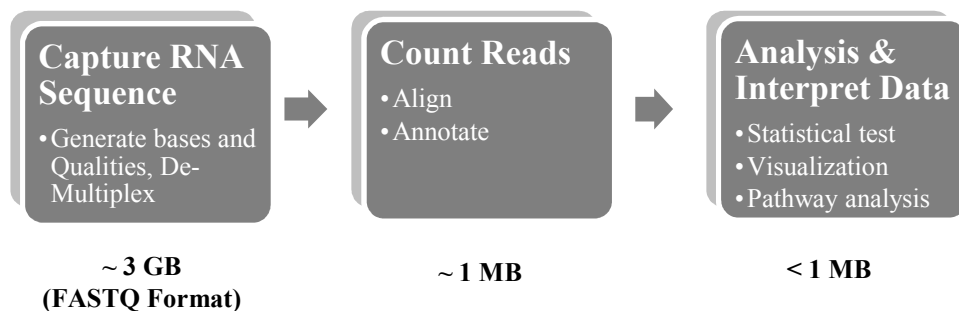 Capture RNA
Sequence
•Generate bases and
Qualities, De-
Multiplex
Count Reads
•Align
•Annotate
Analysis &
Interpret Data
•Statistical test
•Visualization
•Pathway analysis
~ 3 GB
(FASTQ Format)
~ 1 MB
< 1 MB